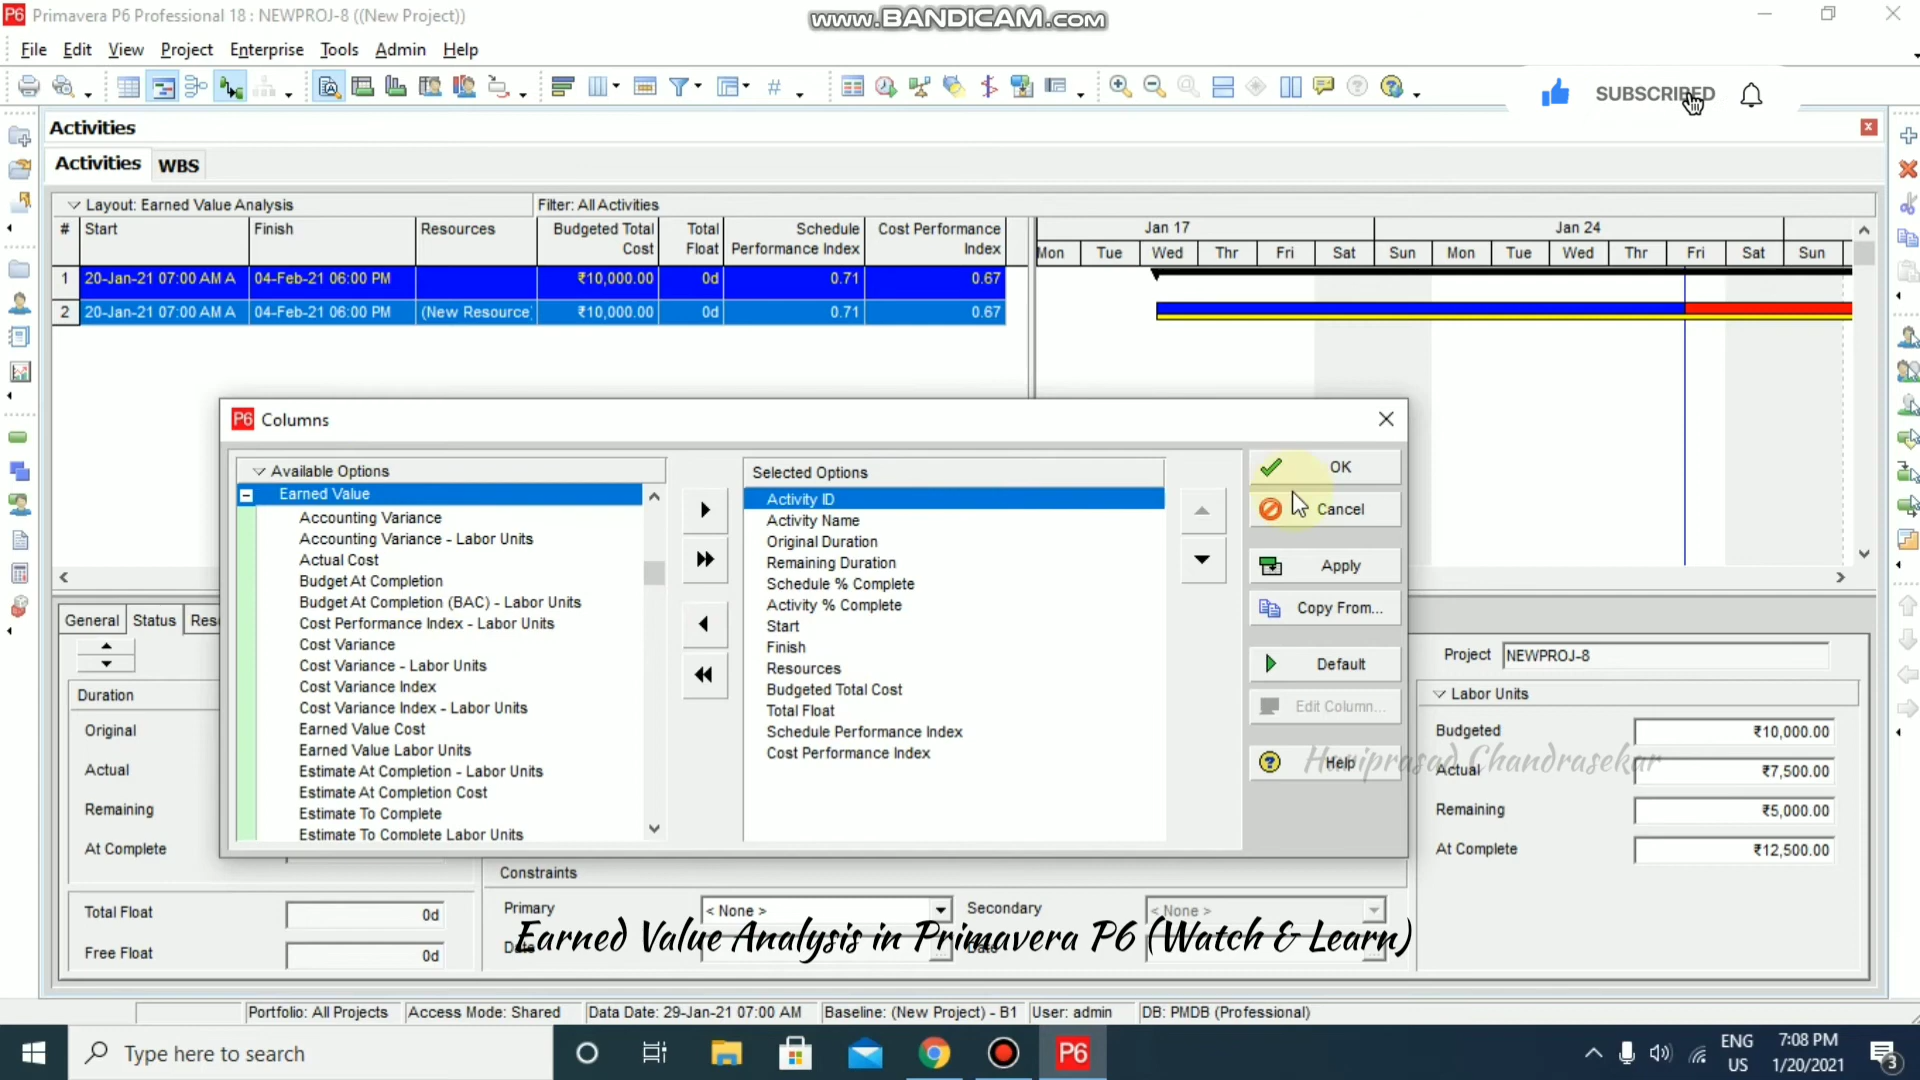 P6 Primavera P6 Professional 18 : NEWPROJ-8 ((New Project))
www.BANDICAM.com
File Edit View Project Enterprise Tools Admin Help
SUBSCRIBED
Activities
Activities WBS
Layout: Earned Value Analysis Filter: All Activities
# Start Finish Resources Budgeted Total Cost Total Float Schedule Performance Index Cost Performance Index
Jan 17 Jan 24
Mon Tue Wed Thr Fri Sat Sun Mon Tue Wed Thr Fri Sat Sun
1 20-Jan-21 07:00 AM A 04-Feb-21 06:00 PM ₹10,000.00 0d 0.71 0.67
2 20-Jan-21 07:00 AM A 04-Feb-21 06:00 PM (New Resource) ₹10,000.00 0d 0.71 0.67
P6 Columns
Available Options
Earned Value
Accounting Variance
Accounting Variance - Labor Units
Actual Cost
Budget At Completion
Budget At Completion (BAC) - Labor Units
Cost Performance Index - Labor Units
Cost Variance
Cost Variance - Labor Units
Cost Variance Index
Cost Variance Index - Labor Units
Earned Value Cost
Earned Value Labor Units
Estimate At Completion - Labor Units
Estimate At Completion Cost
Estimate To Complete
Estimate To Complete Labor Units
Selected Options
Activity ID
Activity Name
Original Duration
Remaining Duration
Schedule % Complete
Activity % Complete
Start
Finish
Resources
Budgeted Total Cost
Total Float
Schedule Performance Index
Cost Performance Index
OK
Cancel
Apply
Copy From...
Default
Edit Column...
Help
General Status Res
Duration
Original
Actual
Remaining
At Complete
Total Float 0d
Free Float 0d
Constraints
Primary < None > Secondary < None >
Date Date
Project NEWPROJ-8
Labor Units
Budgeted ₹10,000.00
Actual ₹7,500.00
Remaining ₹5,000.00
At Complete ₹12,500.00
Hariprasad Chandrasekar
Earned Value Analysis in Primavera P6 (Watch & Learn)
Portfolio: All Projects Access Mode: Shared Data Date: 29-Jan-21 07:00 AM Baseline: (New Project) - B1 User: admin DB: PMDB (Professional)
Type here to search
P6
ENG
US
7:08 PM
1/20/2021
3